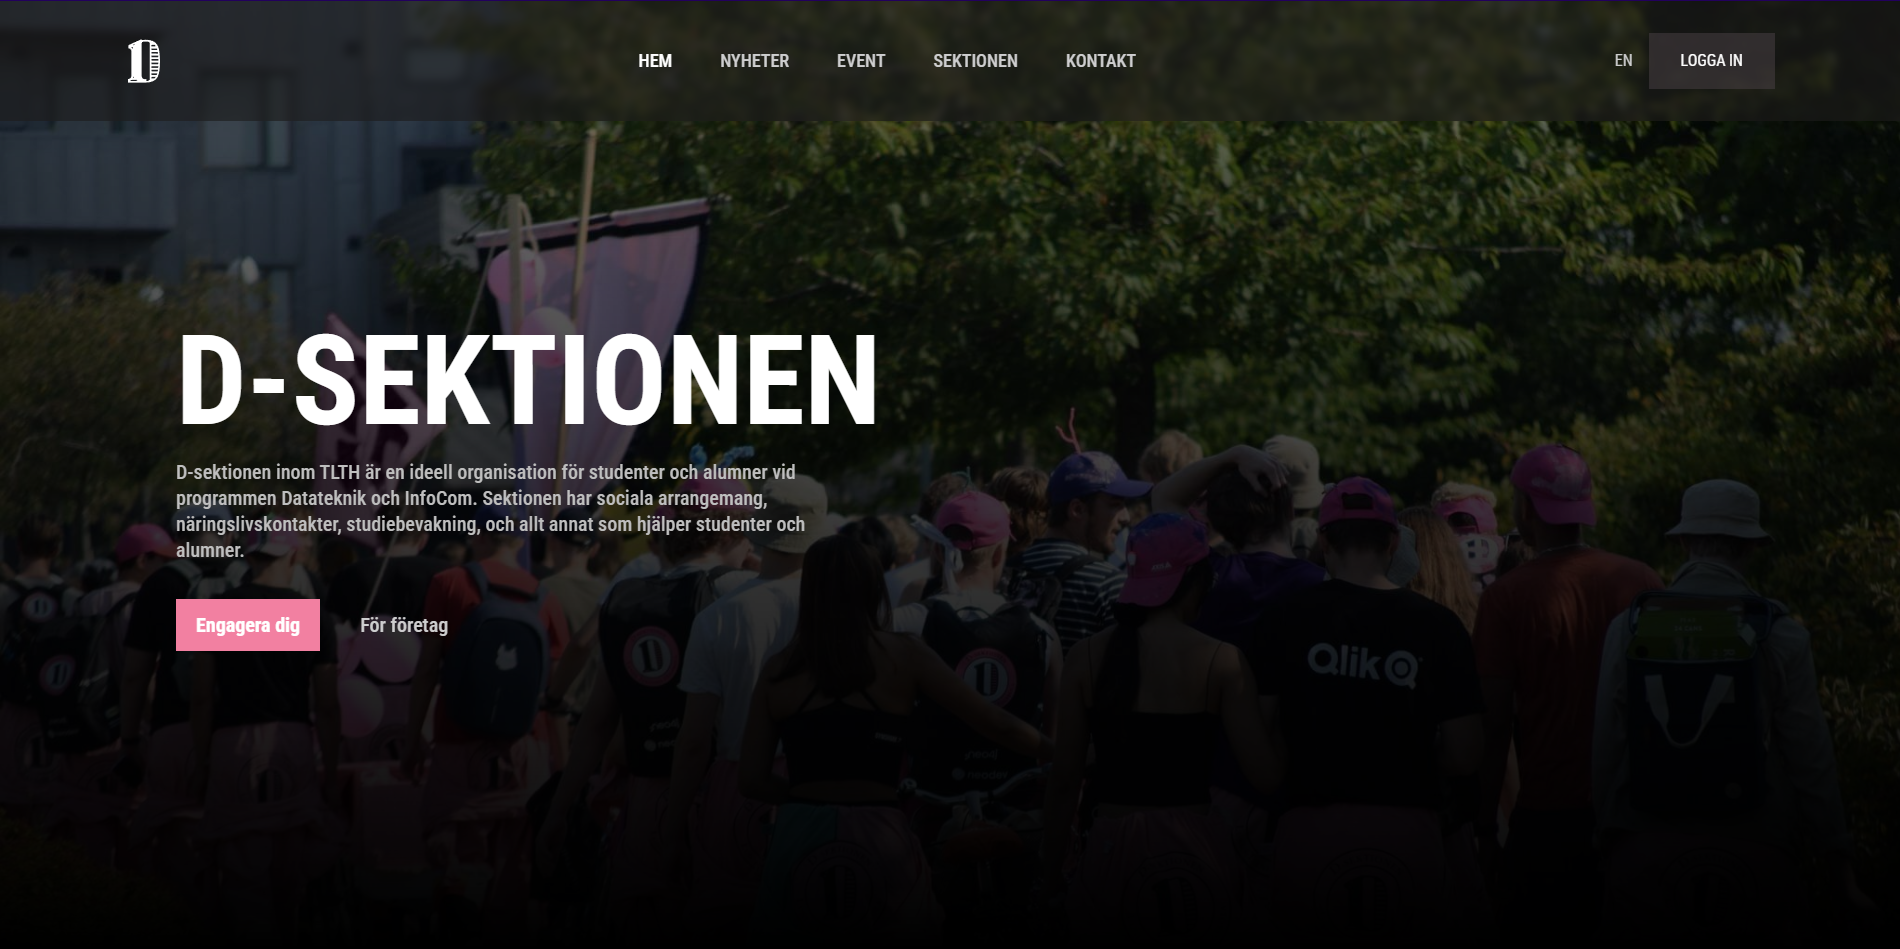 D
HEM
NYHETER
EVENT
SEKTIONEN
KONTAKT
EN
LOGGA IN
D-SEKTIONEN
D-sektionen inom TLTH är en ideell organisation för studenter och alumner vid
programmen Datateknik och InfoCom. Sektionen har sociala arrangemang,
näringslivskontakter, studiebevakning, och allt annat som hjälper studenter och
alumner.
Engagera dig
För företag
D
D
Qlik Q